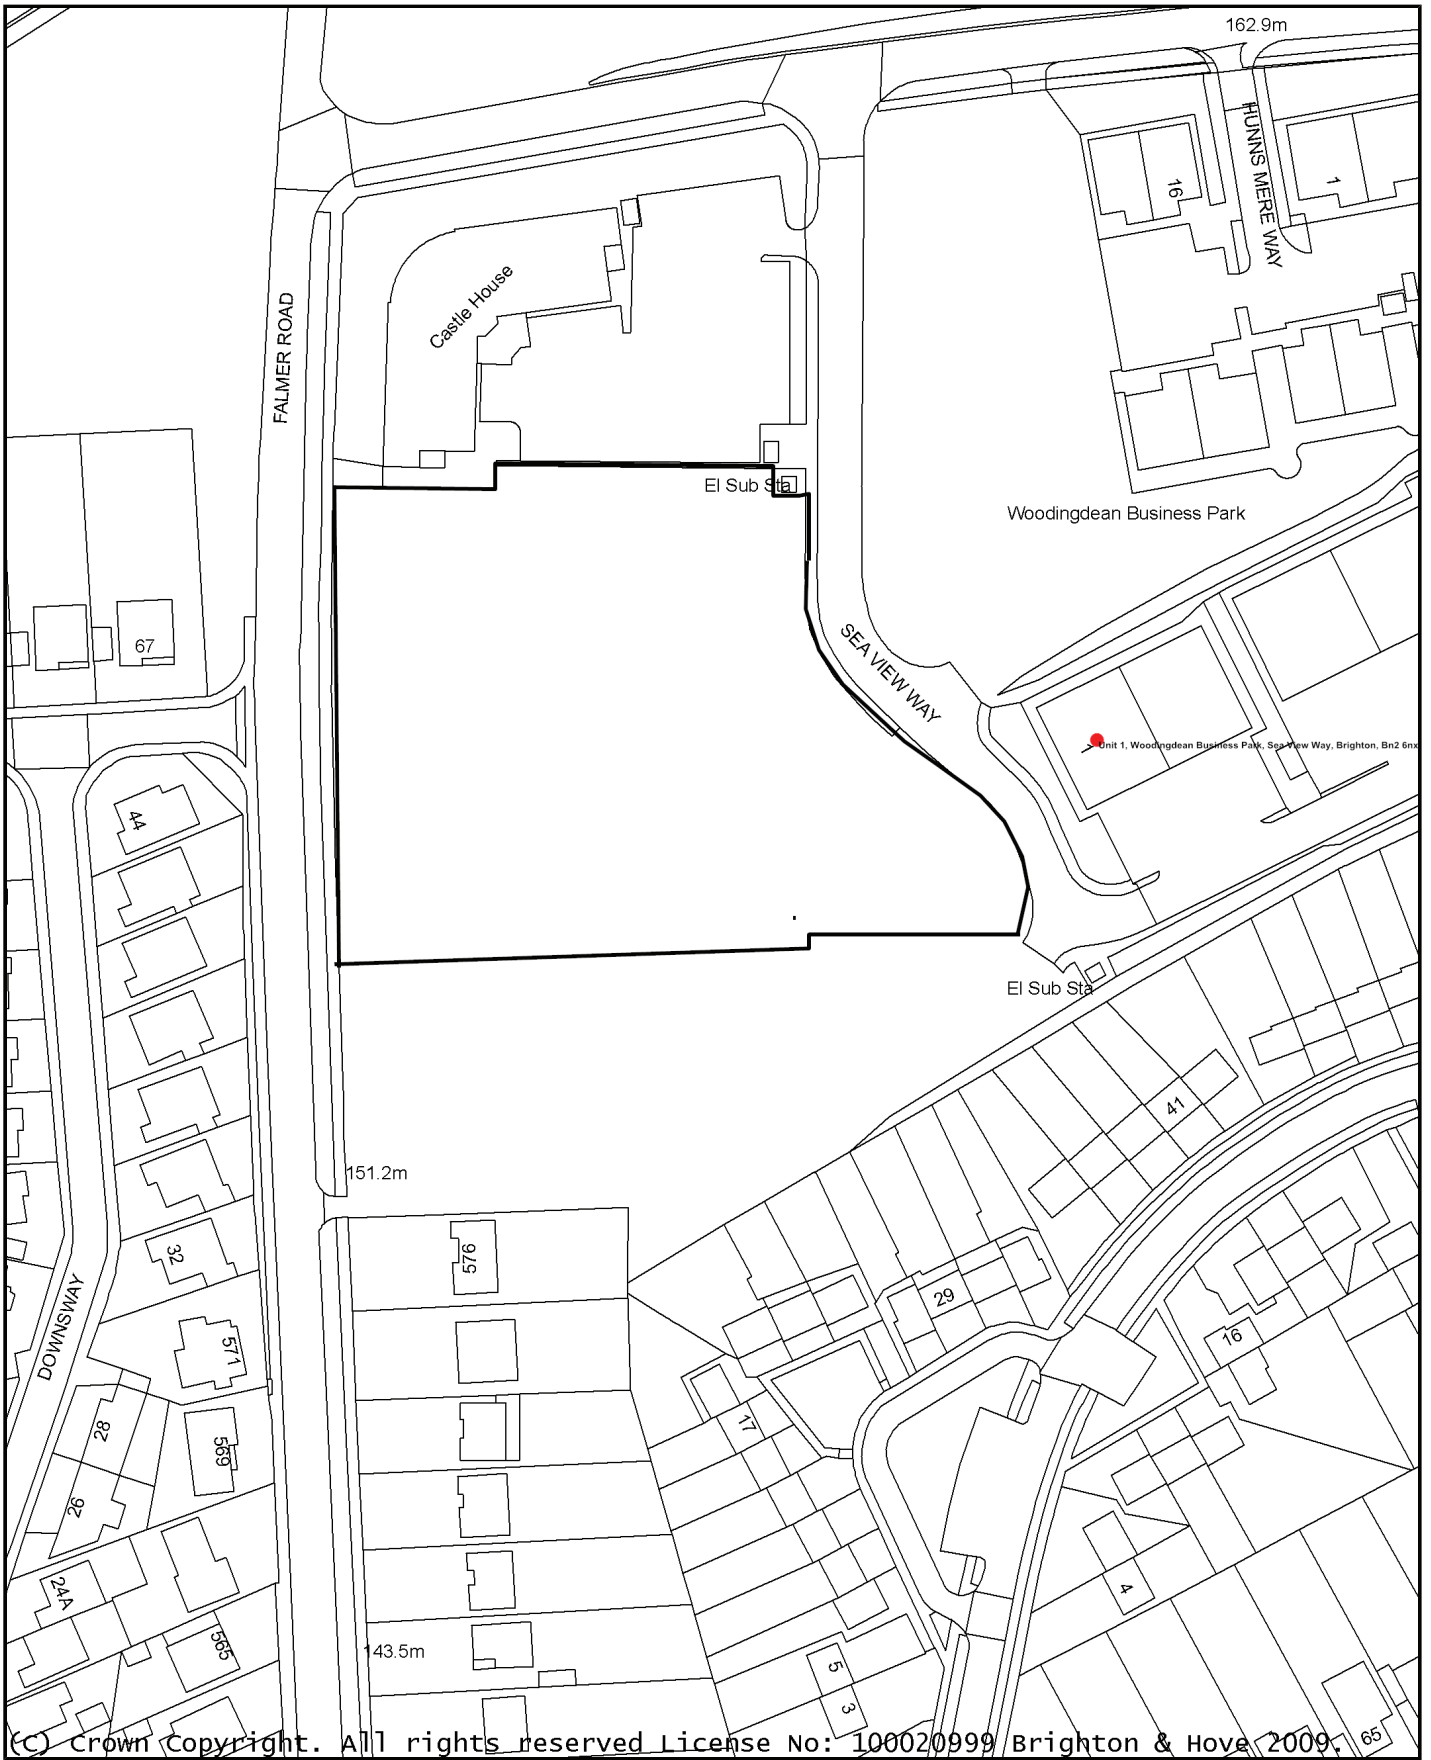 162.9m
HUNNS MERE WAY
16
1
Castle House
FALMER ROAD
El Sub Sta
Woodingdean Business Park
67
SEA VIEW WAY
1
Unit 1, Woodingdean Business Park, Sea View Way, Brighton, Bn2 6nx
44
El Sub Sta
41
151.2m
32
576
29
16
DOWNSWAY
571
28
17
569
26
24A
4
565
143.5m
5
3
65
(C) Crown Copyright. All rights reserved License No: 100020999 Brighton & Hove 2009.